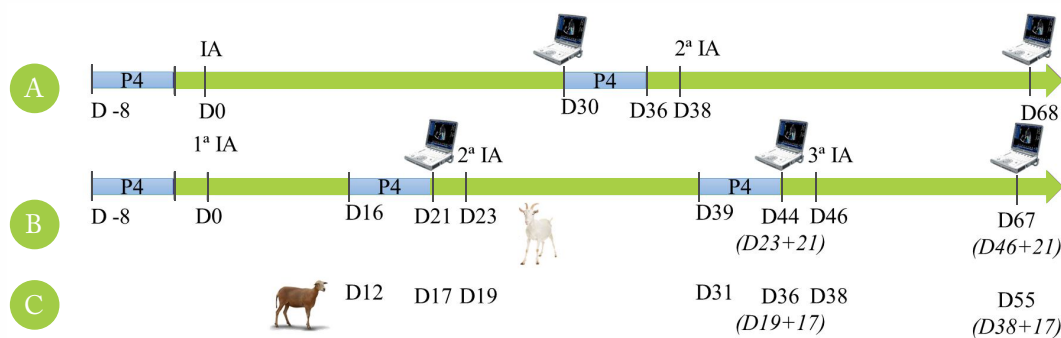 IA 2ª IA
A P4 P4
D -8 D0 D30 D36 D38 D68
1ª IA 2ª IA 3ª IA
P4 P4 P4
B D -8 D0 D16 D21 D23 D39 D44 D46 D67
(D23+21) (D46+21)
C D12 D17 D19 D31 D36 D38 D55
(D19+17) (D38+17)